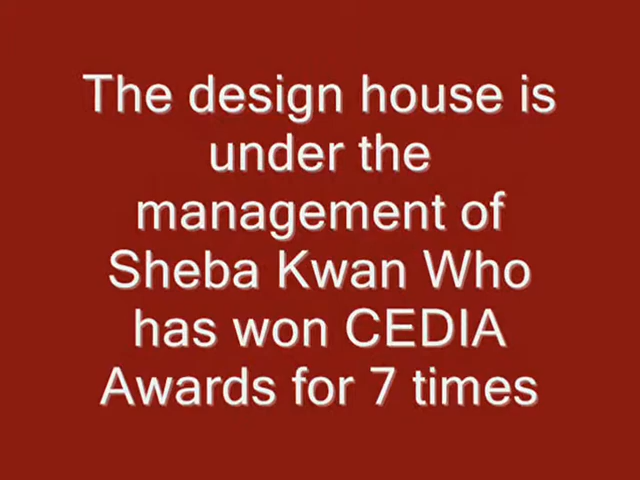 The design house is
under the
management of
Sheba Kwan Who
has won CEDIA
Awards for 7 times